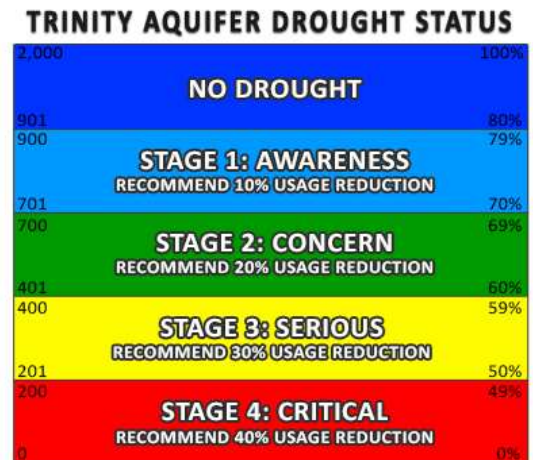 TRINITY AQUIFER DROUGHT STATUS
2,000 100%
NO DROUGHT
901 80%
900 79%
STAGE 1: AWARENESS
RECOMMEND 10% USAGE REDUCTION
701 70%
700 69%
STAGE 2: CONCERN
RECOMMEND 20% USAGE REDUCTION
401 60%
400 59%
STAGE 3: SERIOUS
RECOMMEND 30% USAGE REDUCTION
201 50%
200 49%
STAGE 4: CRITICAL
RECOMMEND 40% USAGE REDUCTION
0 0%